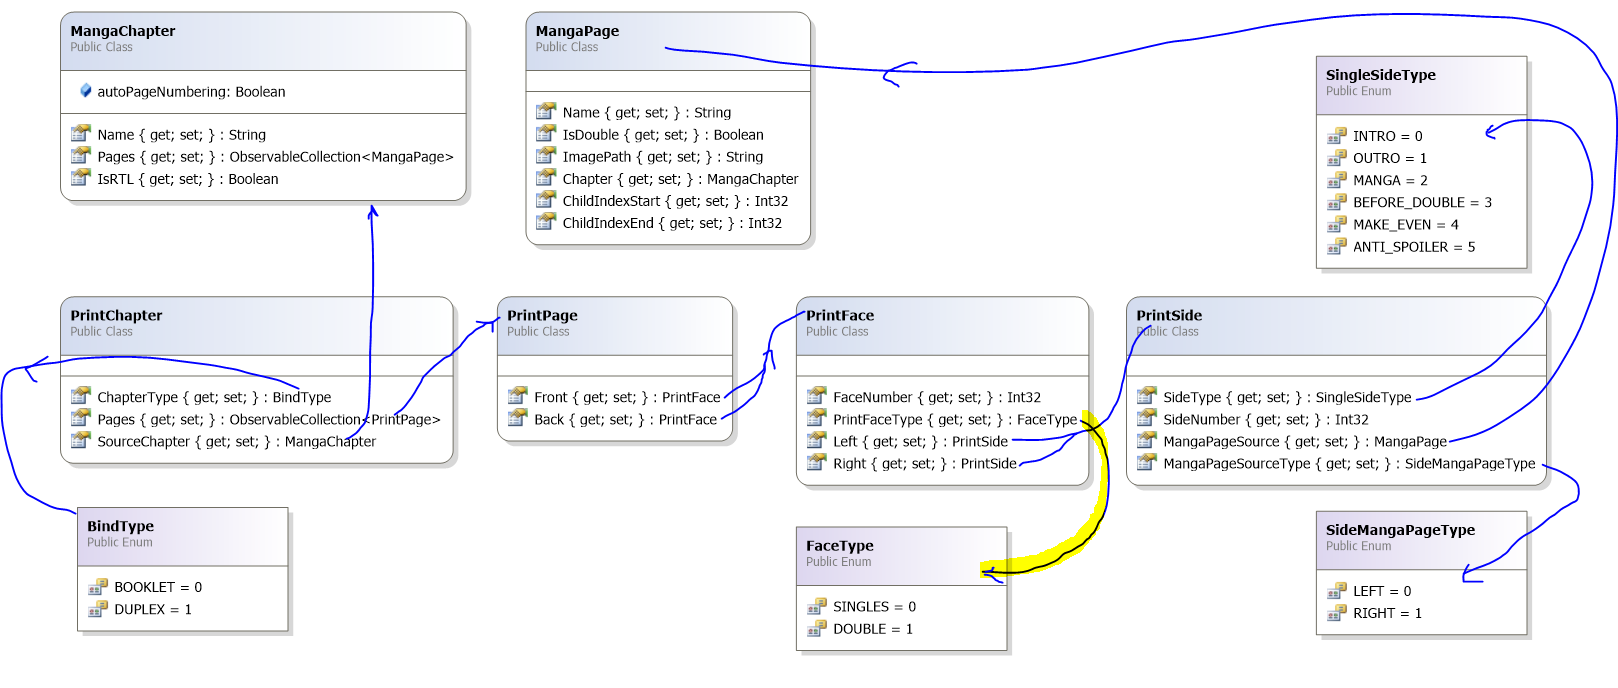 MangaChapter
Public Class
autoPageNumbering: Boolean
Name { get; set; } : String
Pages { get; set; } : ObservableCollection<MangaPage>
IsRTL { get; set; } : Boolean
MangaPage
Public Class
Name { get; set; } : String
IsDouble { get; set; } : Boolean
ImagePath { get; set; } : String
Chapter { get; set; } : MangaChapter
ChildIndexStart { get; set; } : Int32
ChildIndexEnd { get; set; } : Int32
SingleSideType
Public Enum
INTRO = 0
OUTRO = 1
MANGA = 2
BEFORE_DOUBLE = 3
MAKE_EVEN = 4
ANTI_SPOILER = 5
PrintChapter
Public Class
ChapterType { get; set; } : BindType
Pages { get; set; } : ObservableCollection<PrintPage>
SourceChapter { get; set; } : MangaChapter
PrintPage
Public Class
Front { get; set; } : PrintFace
Back { get; set; } : PrintFace
PrintFace
Public Class
FaceNumber { get; set; } : Int32
PrintFaceType { get; set; } : FaceType
Left { get; set; } : PrintSide
Right { get; set; } : PrintSide
PrintSide
Public Class
SideType { get; set; } : SingleSideType
SideNumber { get; set; } : Int32
MangaPageSource { get; set; } : MangaPage
MangaPageSourceType { get; set; } : SideMangaPageType
BindType
Public Enum
BOOKLET = 0
DUPLEX = 1
FaceType
Public Enum
SINGLES = 0
DOUBLE = 1
SideMangaPageType
Public Enum
LEFT = 0
RIGHT = 1